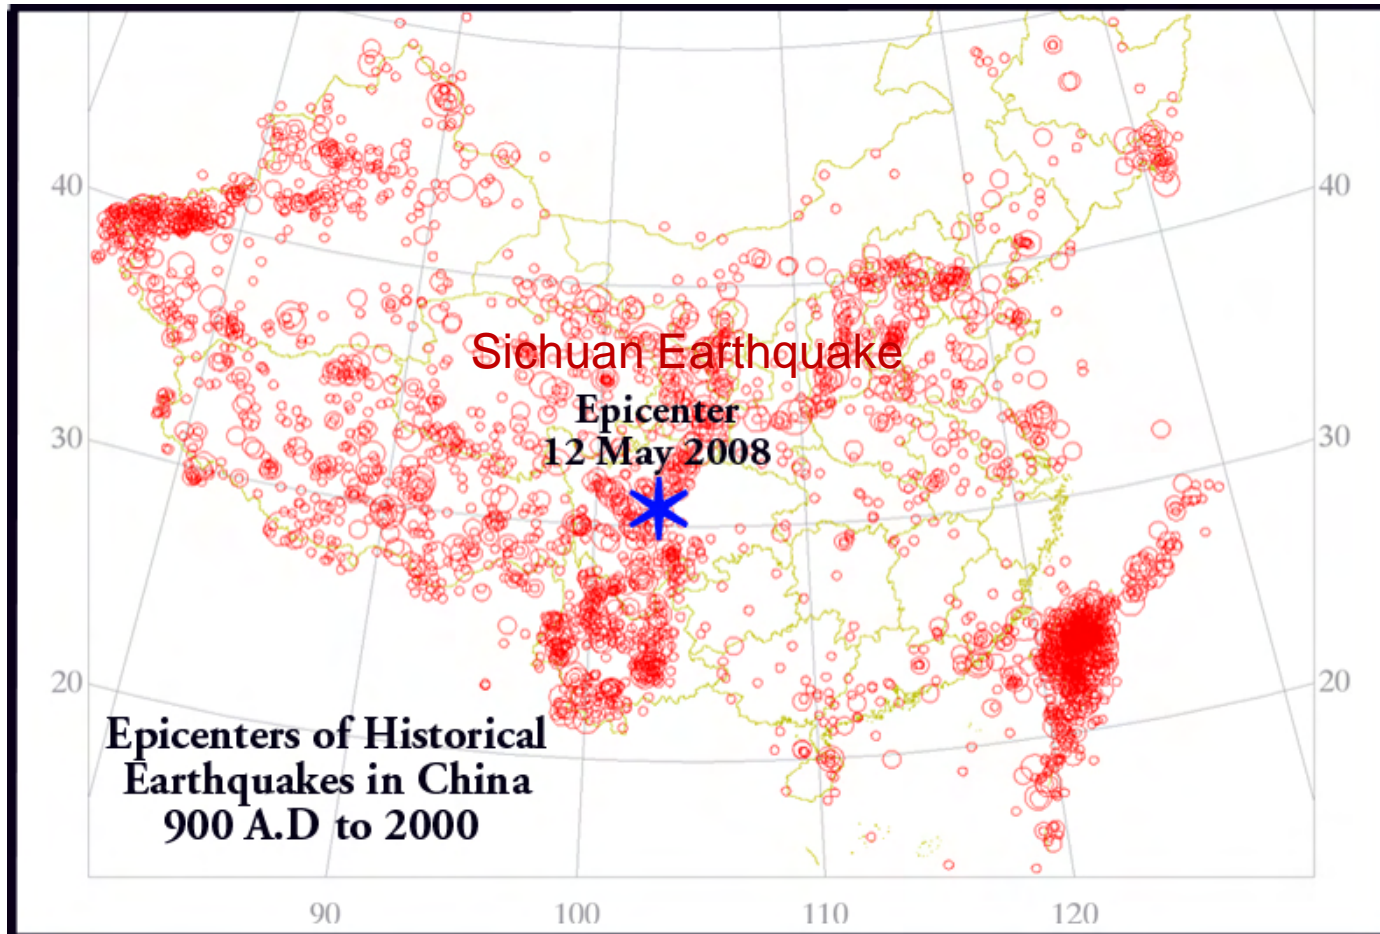 40
40
Sichuan Earthquake
Epicenter
12 May 2008
30
30
20
20
Epicenters of Historical
Earthquakes in China
900 A.D to 2000
90
100
110
120